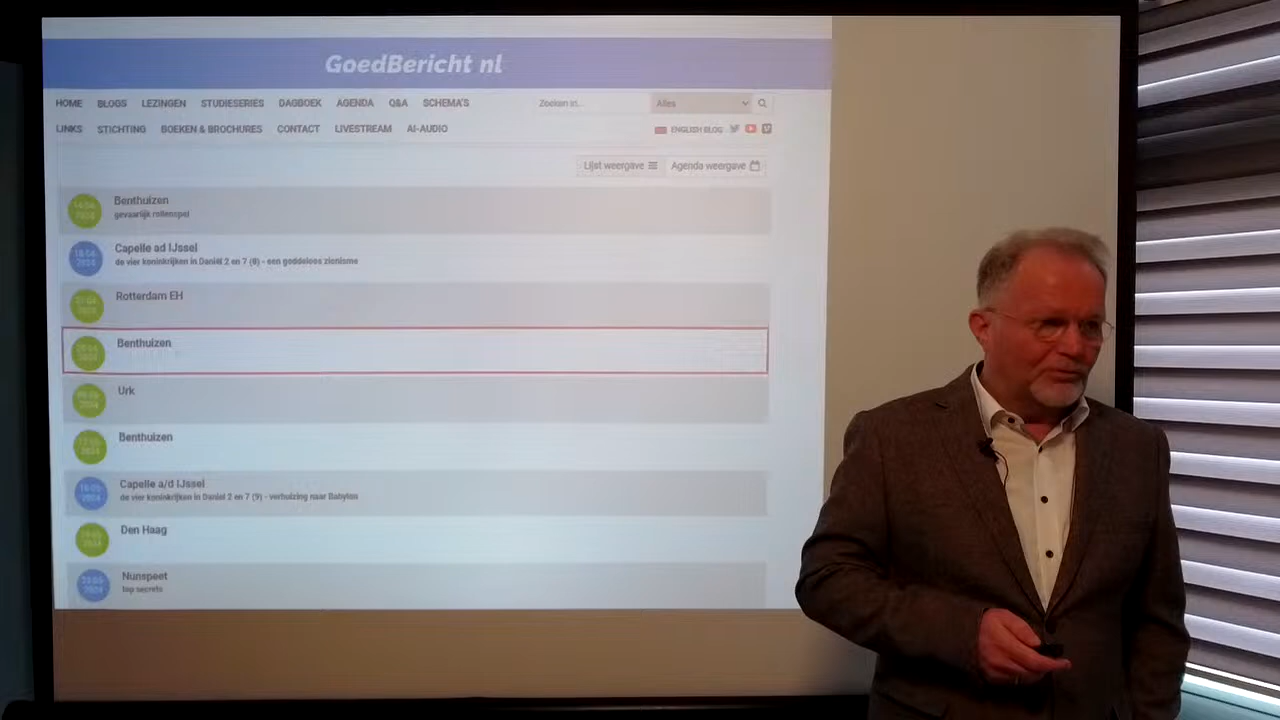 GoedBericht nl
HOME BLOGS LEZINGEN STUDIESERIES DAGBOEK AGENDA Q&A SCHEMA'S
Zoeken in... Alles
LINKS STICHTING BOEKEN & BROCHURES CONTACT LIVESTREAM AI-AUDIO
ENGLISH BLOG
Lijst weergave Agenda weergave
Benthuizen
gevaarlijk rollenspel
Capelle ad IJssel
de vier koninkrijken in Daniël 2 en 7 (8) - een goddeloos zionisme
Rotterdam EH
Benthuizen
Urk
Benthuizen
Capelle a/d IJssel
de vier koninkrijken in Daniël 2 en 7 (9) - verhuizing naar Babylon
Den Haag
Nunspeet
top secrets